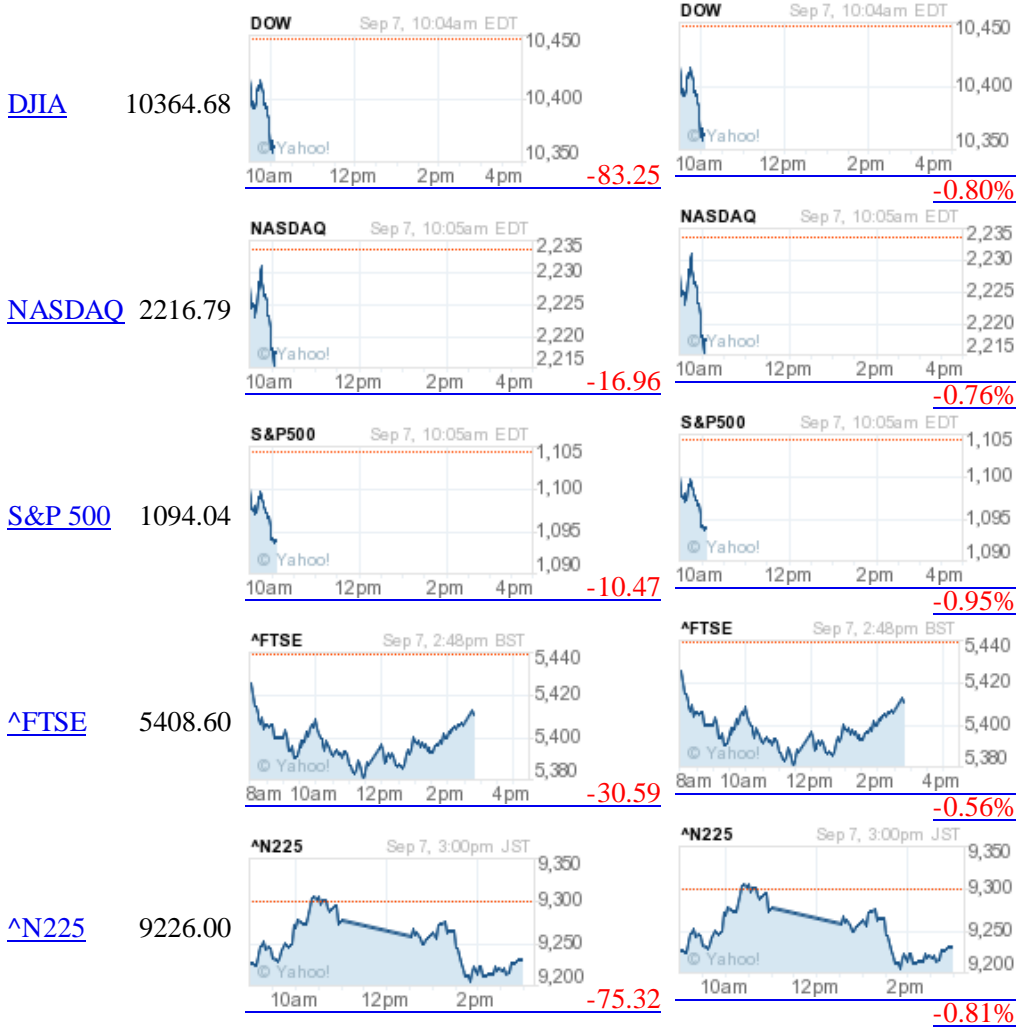 DOW Sep 7, 10:04am EDT DOW Sep 7, 10:04am EDT
10,450 10,450
DJIA 10364.68 10,400 10,400
© Yahoo! 10,350 © Yahoo! 10,350
10am 12pm 2pm 4pm -83.25 10am 12pm 2pm 4pm
-0.80%
NASDAQ Sep 7, 10:05am EDT NASDAQ Sep 7, 10:05am EDT
2,235 2,235
2,230 2,230
NASDAQ 2216.79 2,225 2,225
2,220 2,220
© Yahoo! 2,215 © Yahoo! 2,215
10am 12pm 2pm 4pm -16.96 10am 12pm 2pm 4pm
-0.76%
S&P500 Sep 7, 10:05am EDT S&P500 Sep 7, 10:05am EDT
1,105 1,105
1,100 1,100
S&P 500 1094.04 1,095 1,095
© Yahoo! 1,090 © Yahoo! 1,090
10am 12pm 2pm 4pm -10.47 10am 12pm 2pm 4pm
-0.95%
^FTSE Sep 7, 2:48pm BST ^FTSE Sep 7, 2:48pm BST
5,440 5,440
5,420 5,420
^FTSE 5408.60 5,400 5,400
© Yahoo! 5,380 © Yahoo! 5,380
8am 10am 12pm 2pm 4pm -30.59 8am 10am 12pm 2pm 4pm
-0.56%
^N225 Sep 7, 3:00pm JST ^N225 Sep 7, 3:00pm JST
9,350 9,350
9,300 9,300
^N225 9226.00 9,250 9,250
© Yahoo! 9,200 © Yahoo! 9,200
10am 12pm 2pm -75.32 10am 12pm 2pm
-0.81%